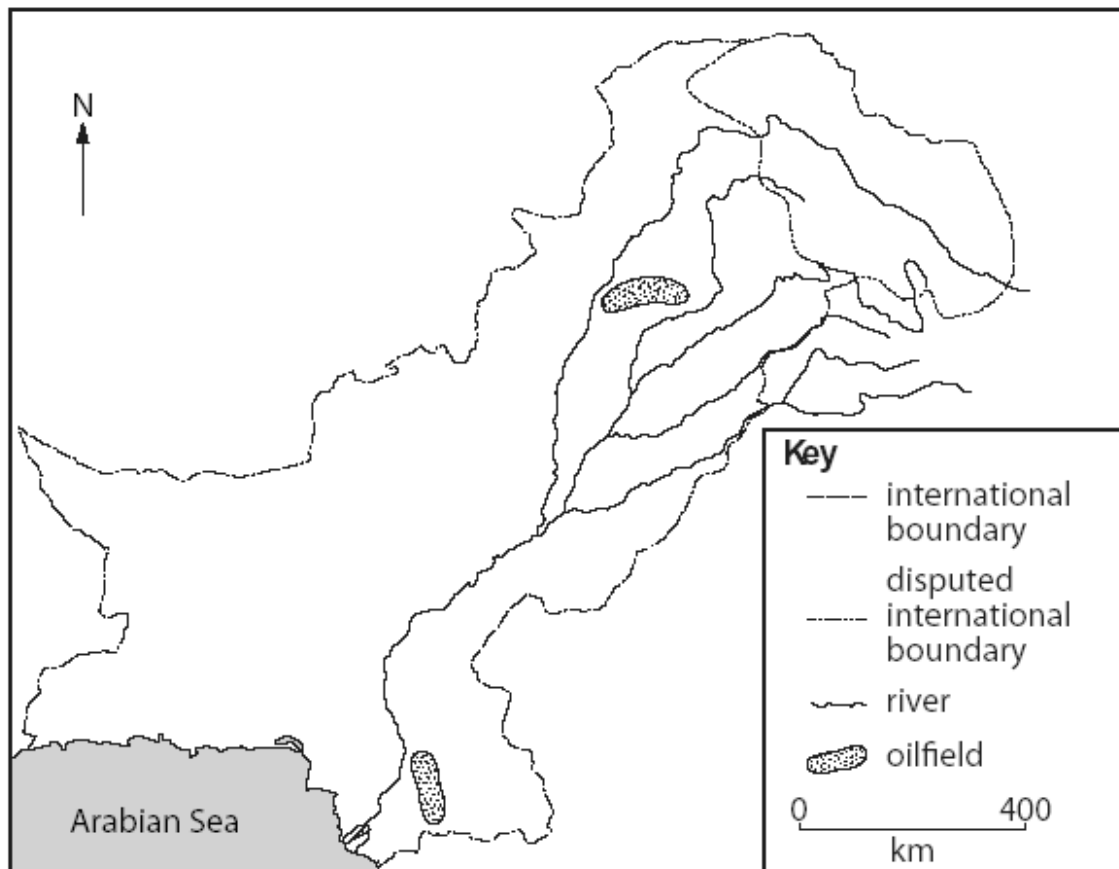 N
Arabian Sea
Key
international
boundary
disputed
international
boundary
river
oilfield
0 400
km